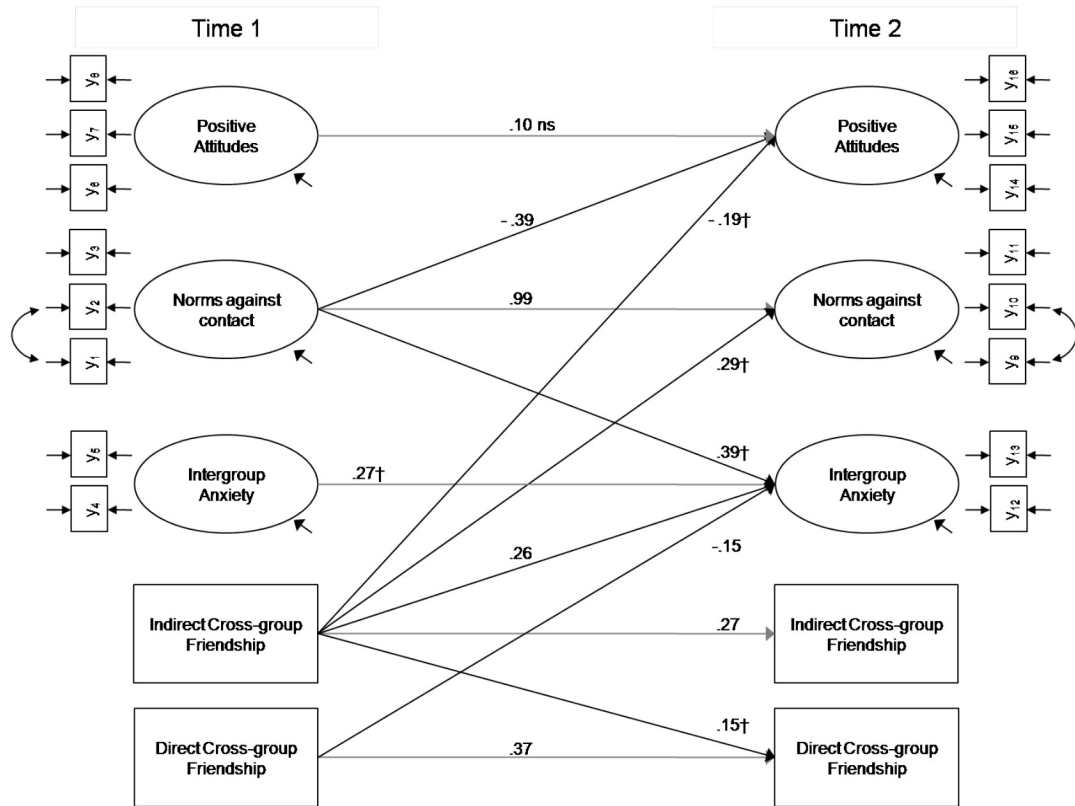 Time 1
Time 2
y8
y7
y6
Positive
Attitudes
.10 ns
Positive
Attitudes
y16
y15
y14
- .39
- .19†
y3
y2
y1
Norms against
contact
.99
Norms against
contact
y11
y10
y9
.29†
.39†
y5
y4
Intergroup
Anxiety
.27†
Intergroup
Anxiety
y13
y12
.26
-.15
Indirect Cross-group
Friendship
.27
Indirect Cross-group
Friendship
.15†
Direct Cross-group
Friendship
.37
Direct Cross-group
Friendship